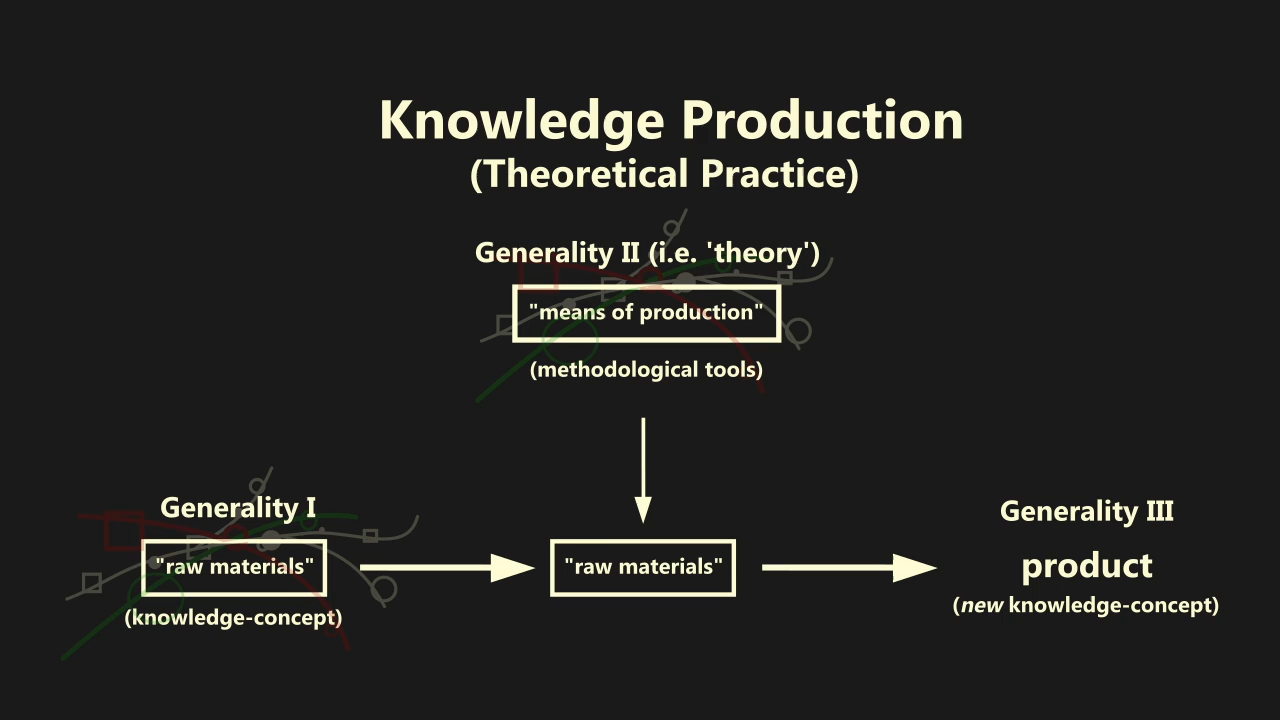 Knowledge Production
(Theoretical Practice)
Generality II (i.e. 'theory')
"means of production"
(methodological tools)
Generality I
"raw materials"
(knowledge-concept)
"raw materials"
Generality III
product
(new knowledge-concept)